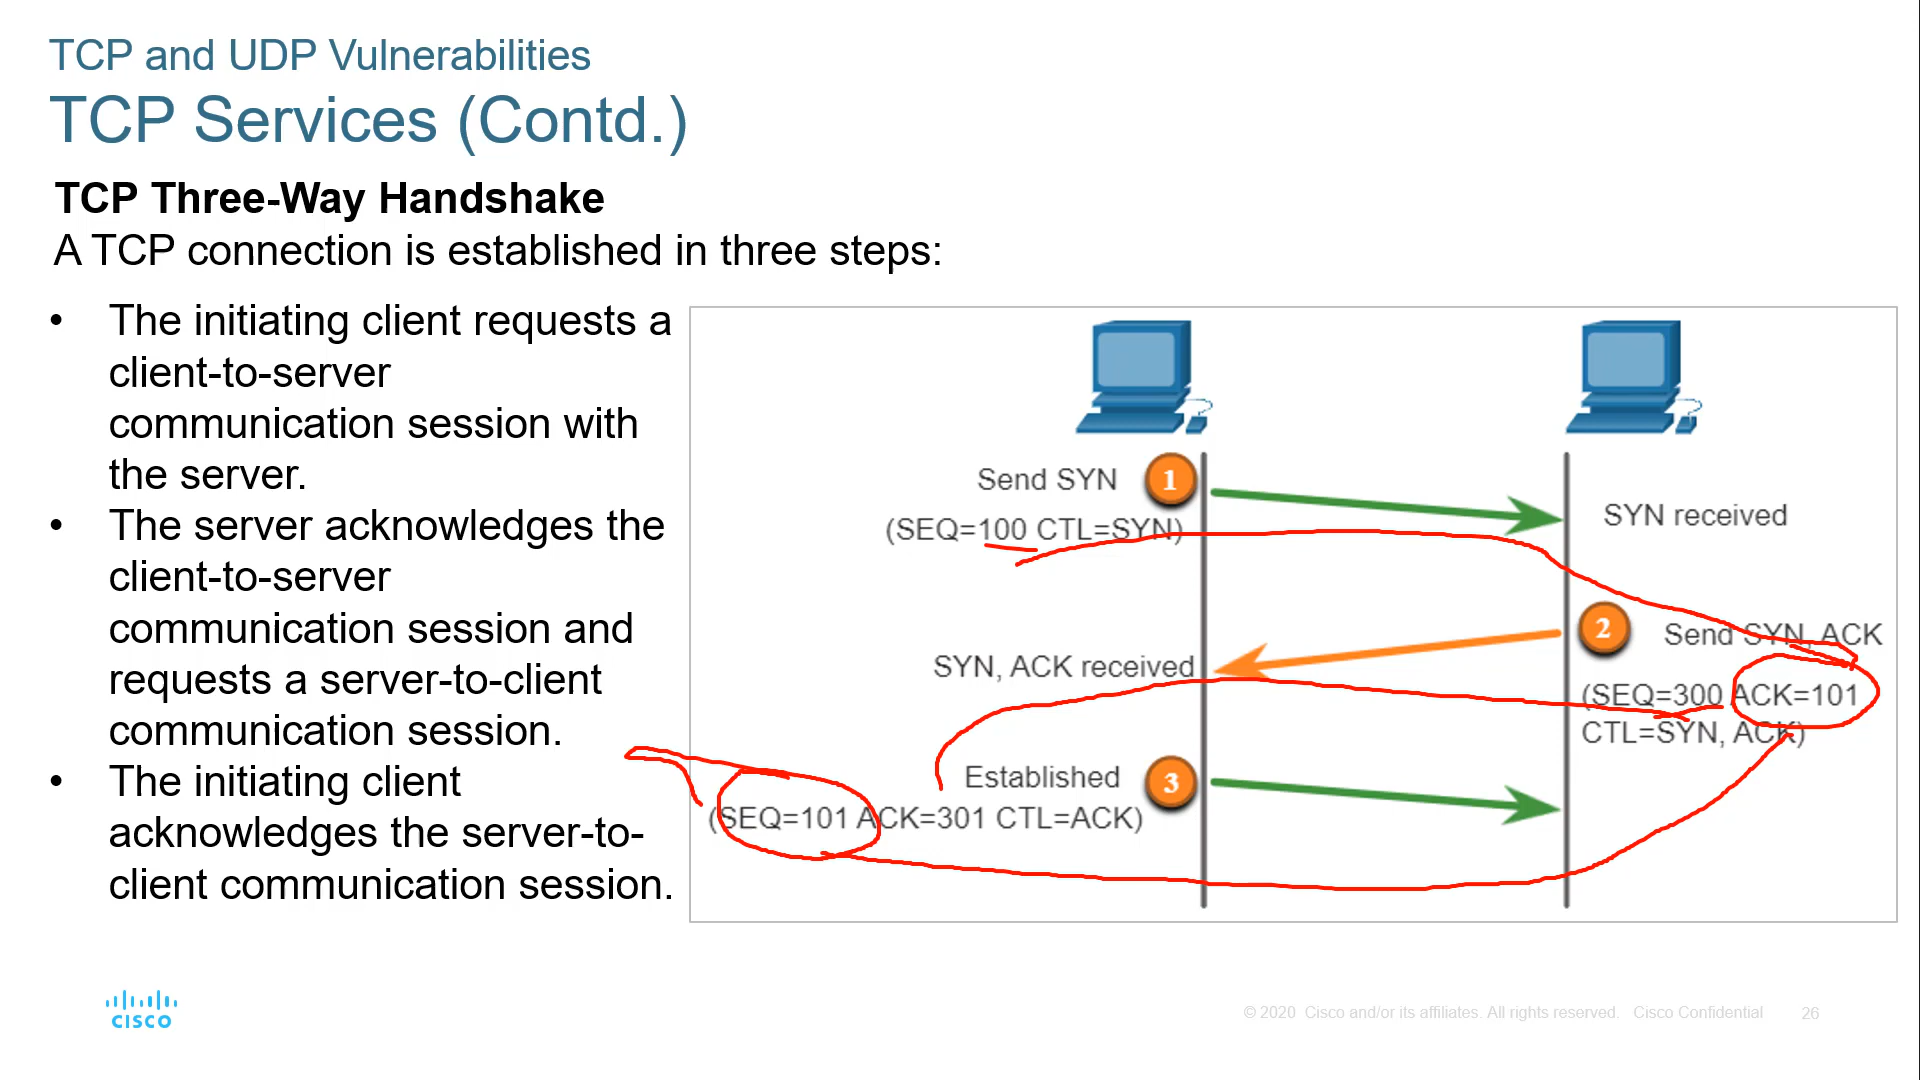 TCP and UDP Vulnerabilities
TCP Services (Contd.)
TCP Three-Way Handshake
A TCP connection is established in three steps:
• The initiating client requests a
client-to-server
communication session with
the server.
• The server acknowledges the
client-to-server
communication session and
requests a server-to-client
communication session.
• The initiating client
acknowledges the server-to-
client communication session.
Send SYN 1
(SEQ=100 CTL=SYN)
SYN received
2 Send SYN, ACK
SYN, ACK received
(SEQ=300 ACK=101
CTL=SYN, ACK)
Established 3
(SEQ=101 ACK=301 CTL=ACK)
CISCO
© 2020 Cisco and/or its affiliates. All rights reserved. Cisco Confidential 26